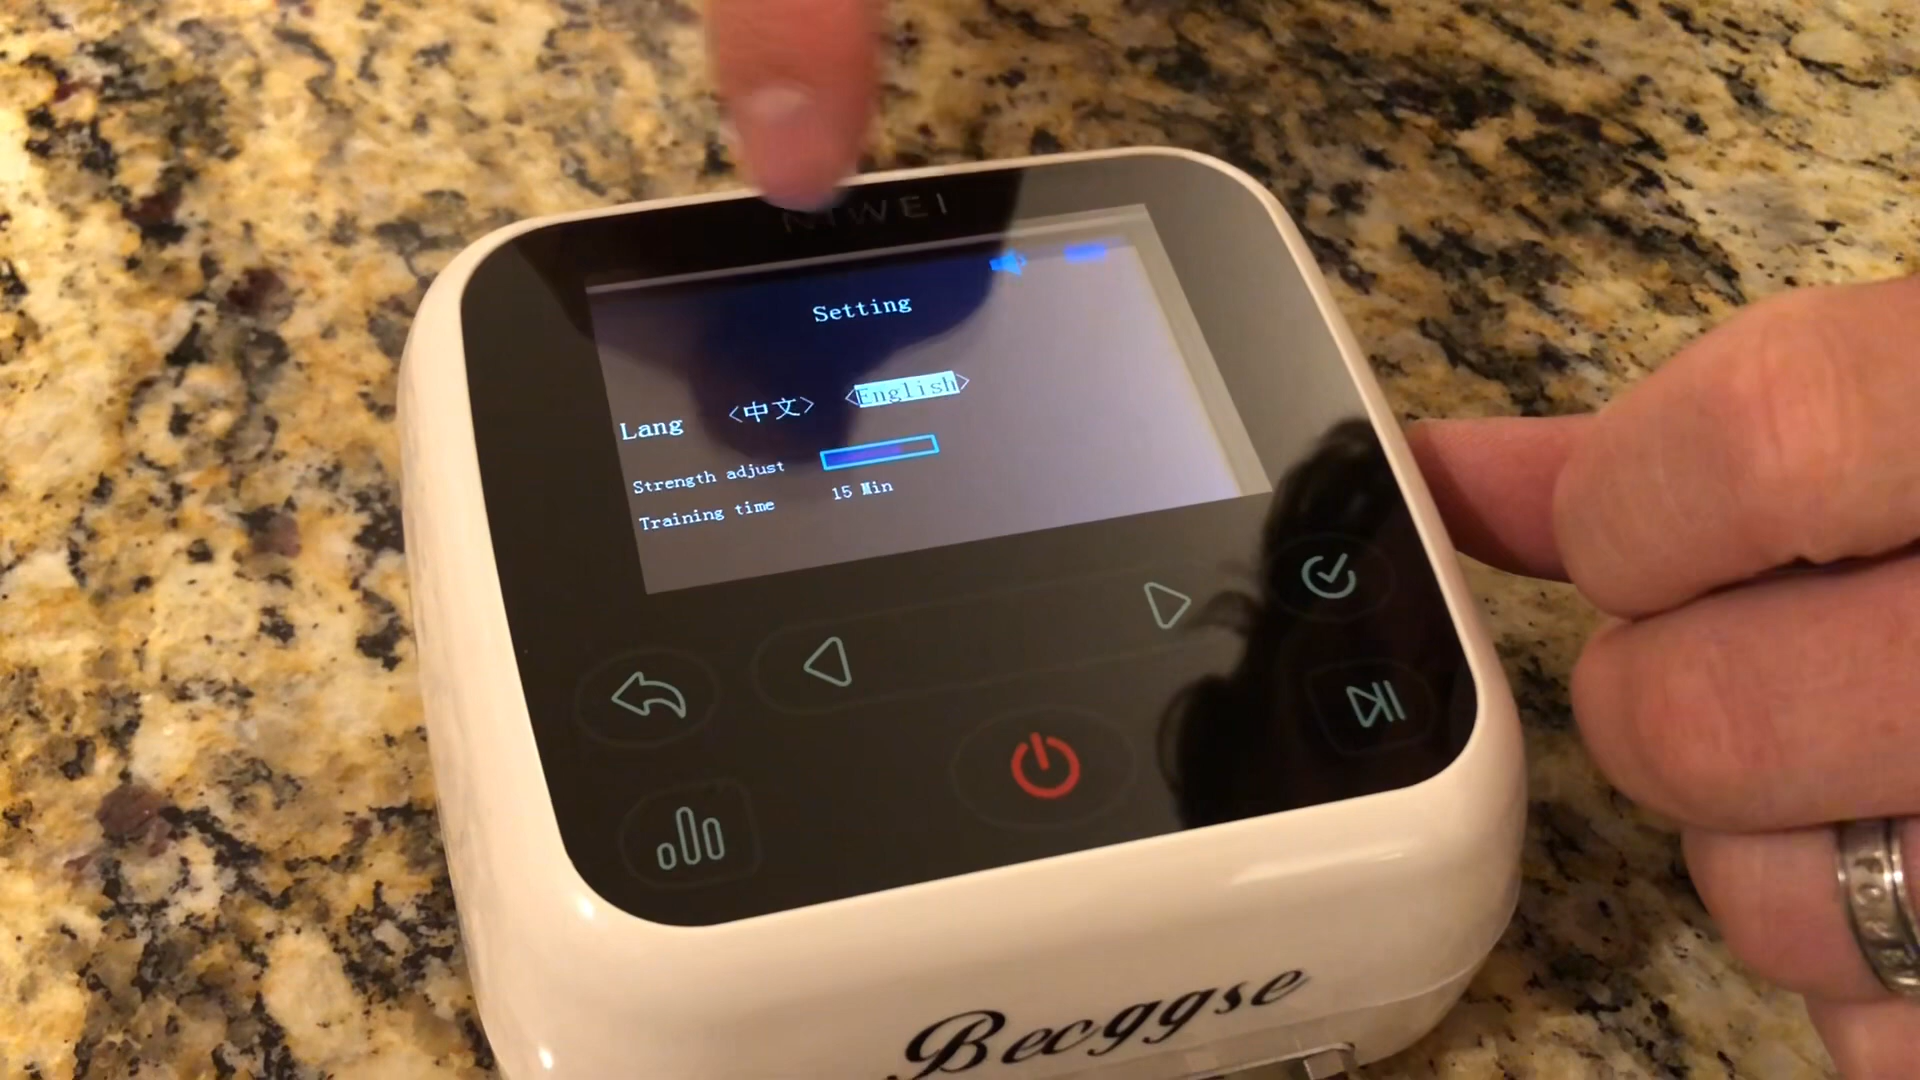 NIWEI
Setting
Lang <中文> <English>
Strength adjust
Training time 15 Min
Becggse